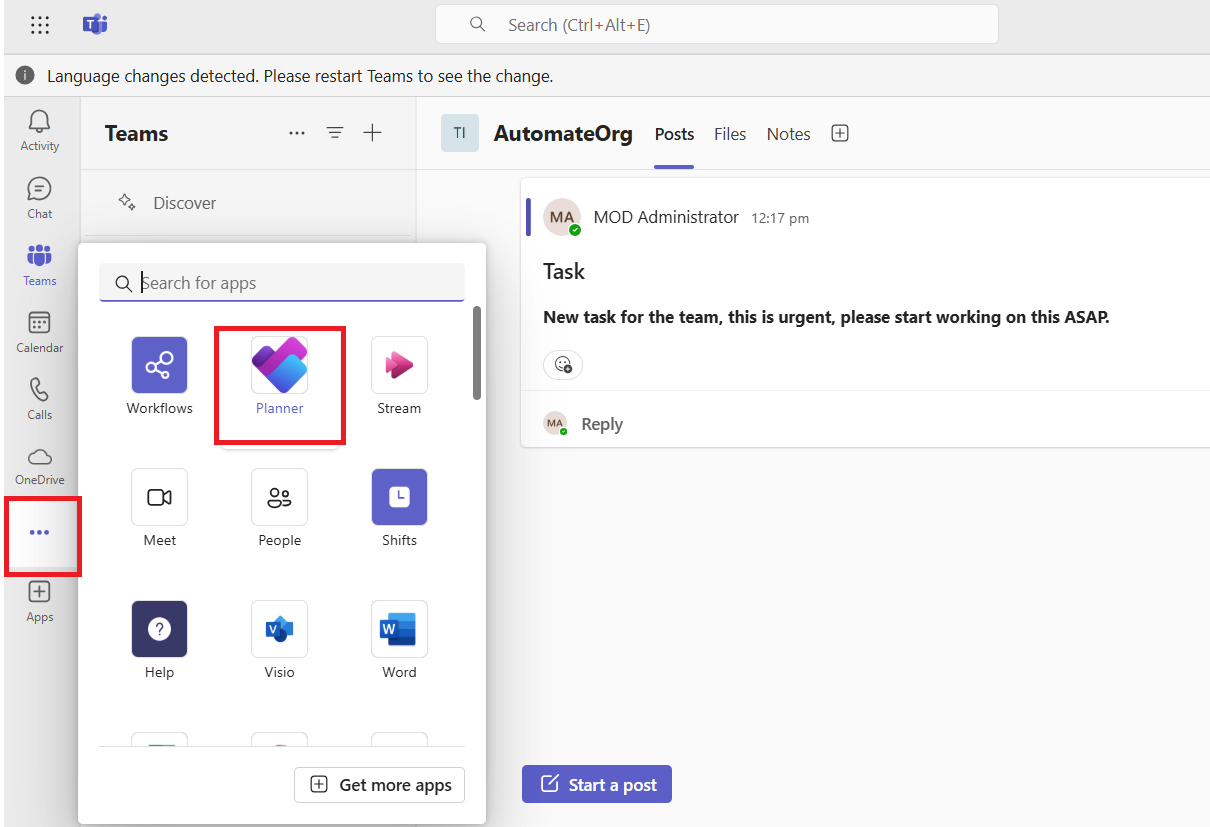 Search (Ctrl+Alt+E)
Language changes detected. Please restart Teams to see the change.
Activity
Chat
Teams
Calendar
Calls
OneDrive
Apps
Teams
Discover
Search for apps
Workflows
Planner
Stream
Meet
People
Shifts
Help
Visio
Word
Get more apps
TI
AutomateOrg
Posts
Files
Notes
MA
MOD Administrator 12:17 pm
Task
New task for the team, this is urgent, please start working on this ASAP.
MA
Reply
Start a post